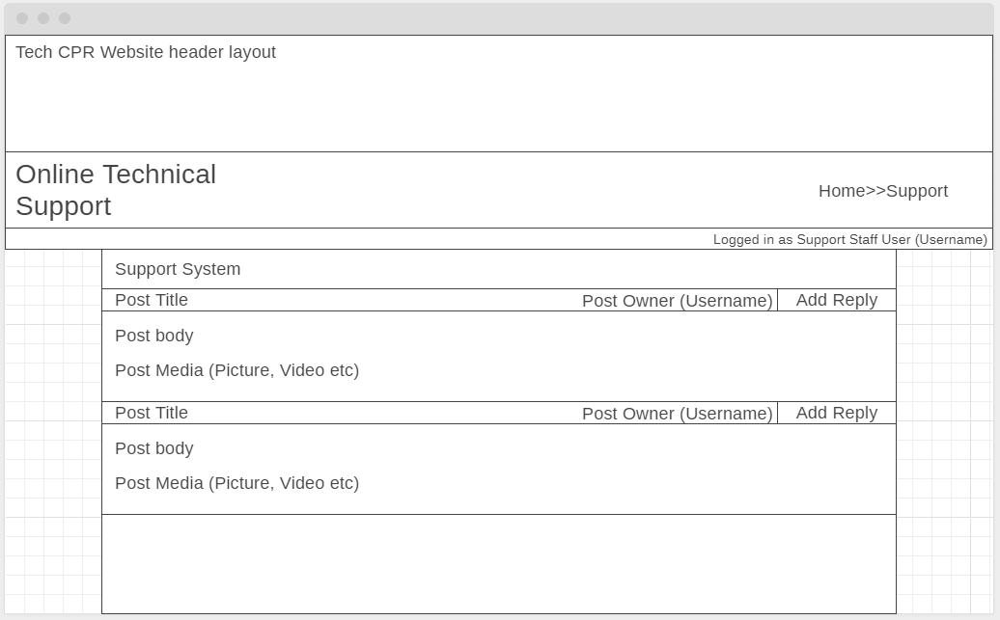 Tech CPR Website header layout
Online Technical
Support
Home>>Support
Logged in as Support Staff User (Username)
Support System
Post Title Post Owner (Username) Add Reply
Post body
Post Media (Picture, Video etc)
Post Title Post Owner (Username) Add Reply
Post body
Post Media (Picture, Video etc)